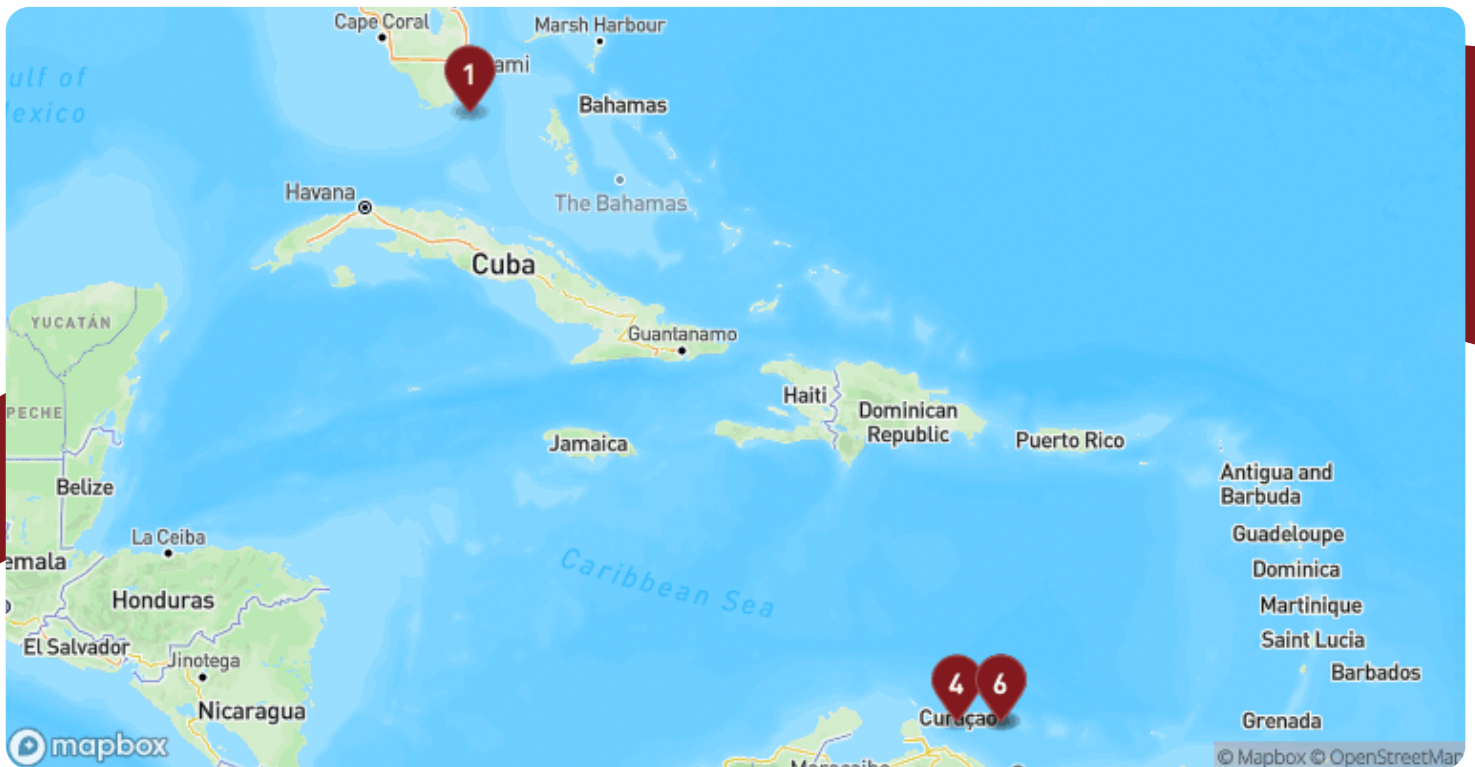 Cape Coral
Marsh Harbour
ulf of
exico
1
ami
Bahamas
Havana
The Bahamas
Cuba
YUCATÁN
Guantanamo
Haiti
Dominican
Republic
PECHE
Jamaica
Puerto Rico
Belize
Antigua and
Barbuda
La Ceiba
Guadeloupe
emala
Caribbean Sea
Dominica
Honduras
Martinique
El Salvador
Saint Lucia
Jinotega
Barbados
4
6
Nicaragua
Curaçao
Grenada
mapbox
© Mapbox © OpenStreetMap